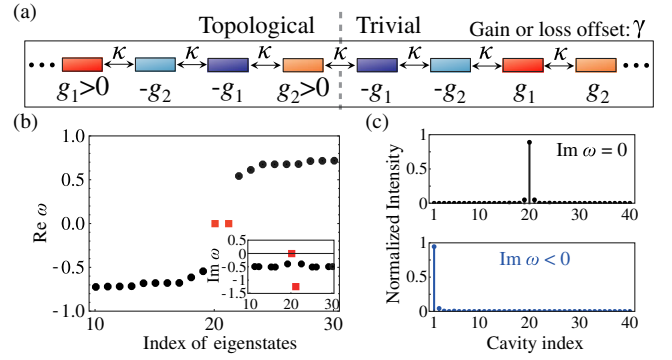 (a)
Topological Trivial
Gain or loss offset: γ
κ κ κ κ κ κ κ
g₁>0 -g₂ -g₁ g₂>0 -g₁ -g₂ g₁ g₂
(b)
1.0
0.5
0.0
-0.5
-1.0
Re ω
10 20 30
Index of eigenstates
Im ω
0.5
0
-0.5
-1
-1.5
10 20 30
(c)
Normalized Intensity
1
0.5
0
Im ω = 0
1 10 20 30 40
1
0.5
0
Im ω < 0
1 10 20 30 40
Cavity index